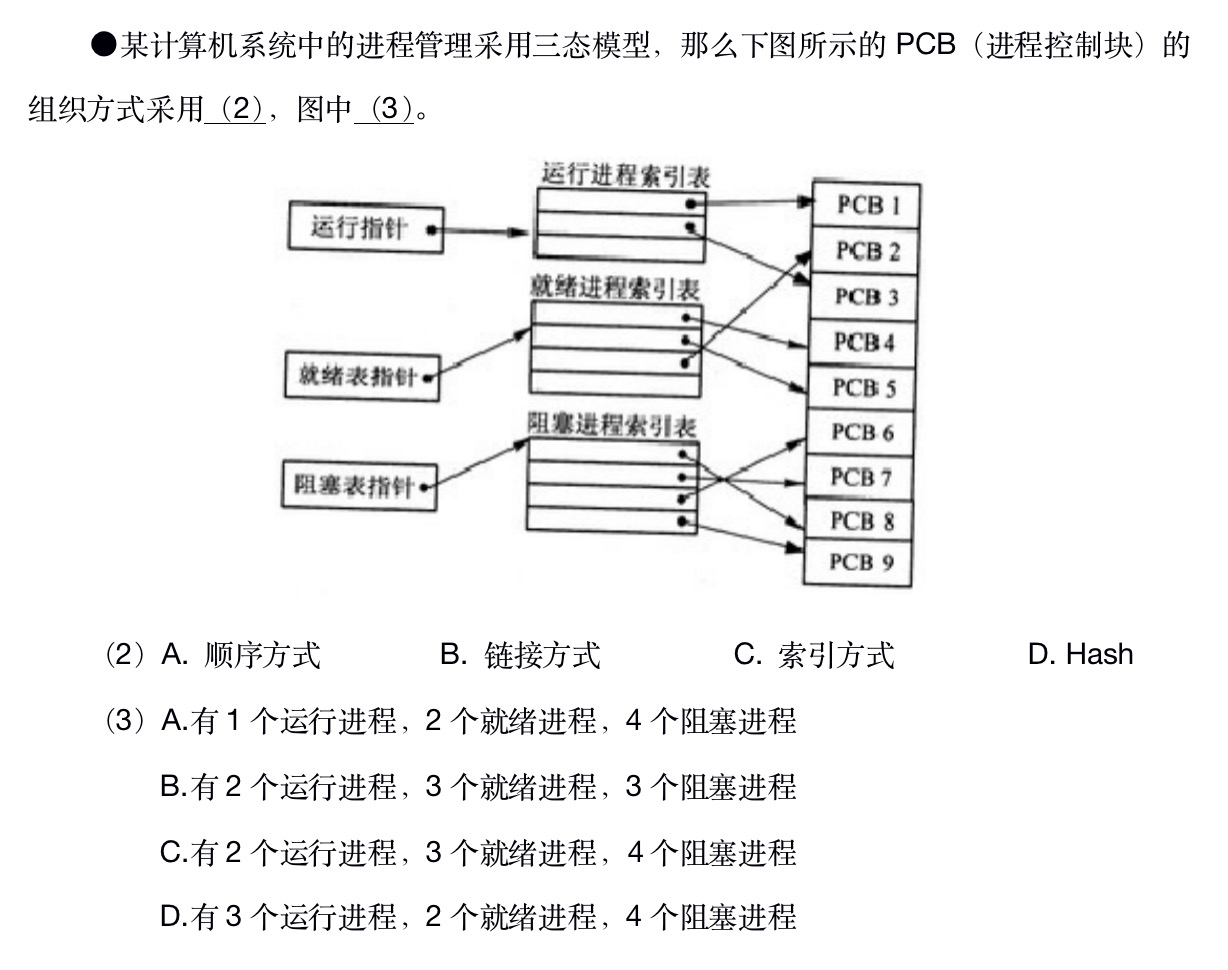 ●某计算机系统中的进程管理采用三态模型，那么下图所示的 PCB（进程控制块）的
组织方式采用（2），图中（3）。
运行进程索引表
运行指针
就绪进程索引表
就绪表指针
阻塞进程索引表
阻塞表指针
PCB 1
PCB 2
PCB 3
PCB 4
PCB 5
PCB 6
PCB 7
PCB 8
PCB 9
（2）A. 顺序方式 B. 链接方式 C. 索引方式 D. Hash
（3）A.有 1 个运行进程，2 个就绪进程，4 个阻塞进程
B.有 2 个运行进程，3 个就绪进程，3 个阻塞进程
C.有 2 个运行进程，3 个就绪进程，4 个阻塞进程
D.有 3 个运行进程，2 个就绪进程，4 个阻塞进程